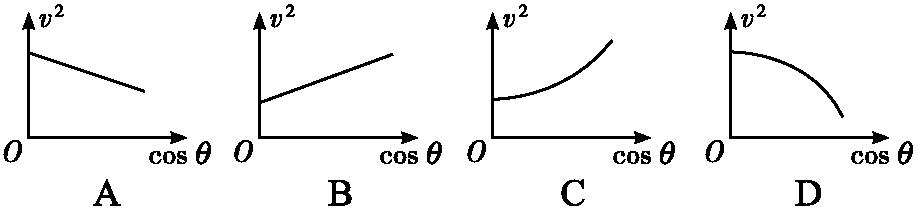 v² v² v² v²
O cos θ O cos θ O cos θ O cos θ
A B C D